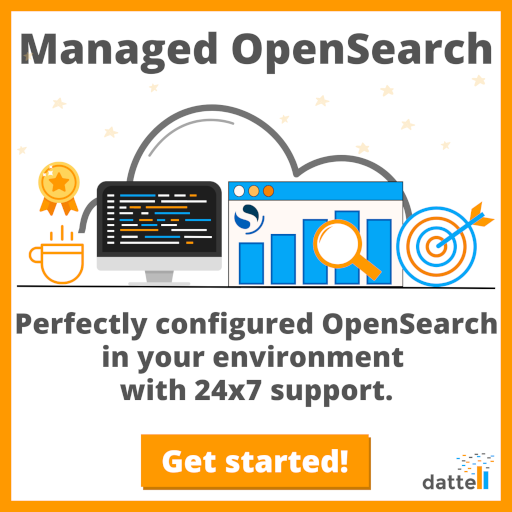 Managed OpenSearch
Perfectly configured OpenSearch
in your environment
with 24x7 support.
Get started!
dattell